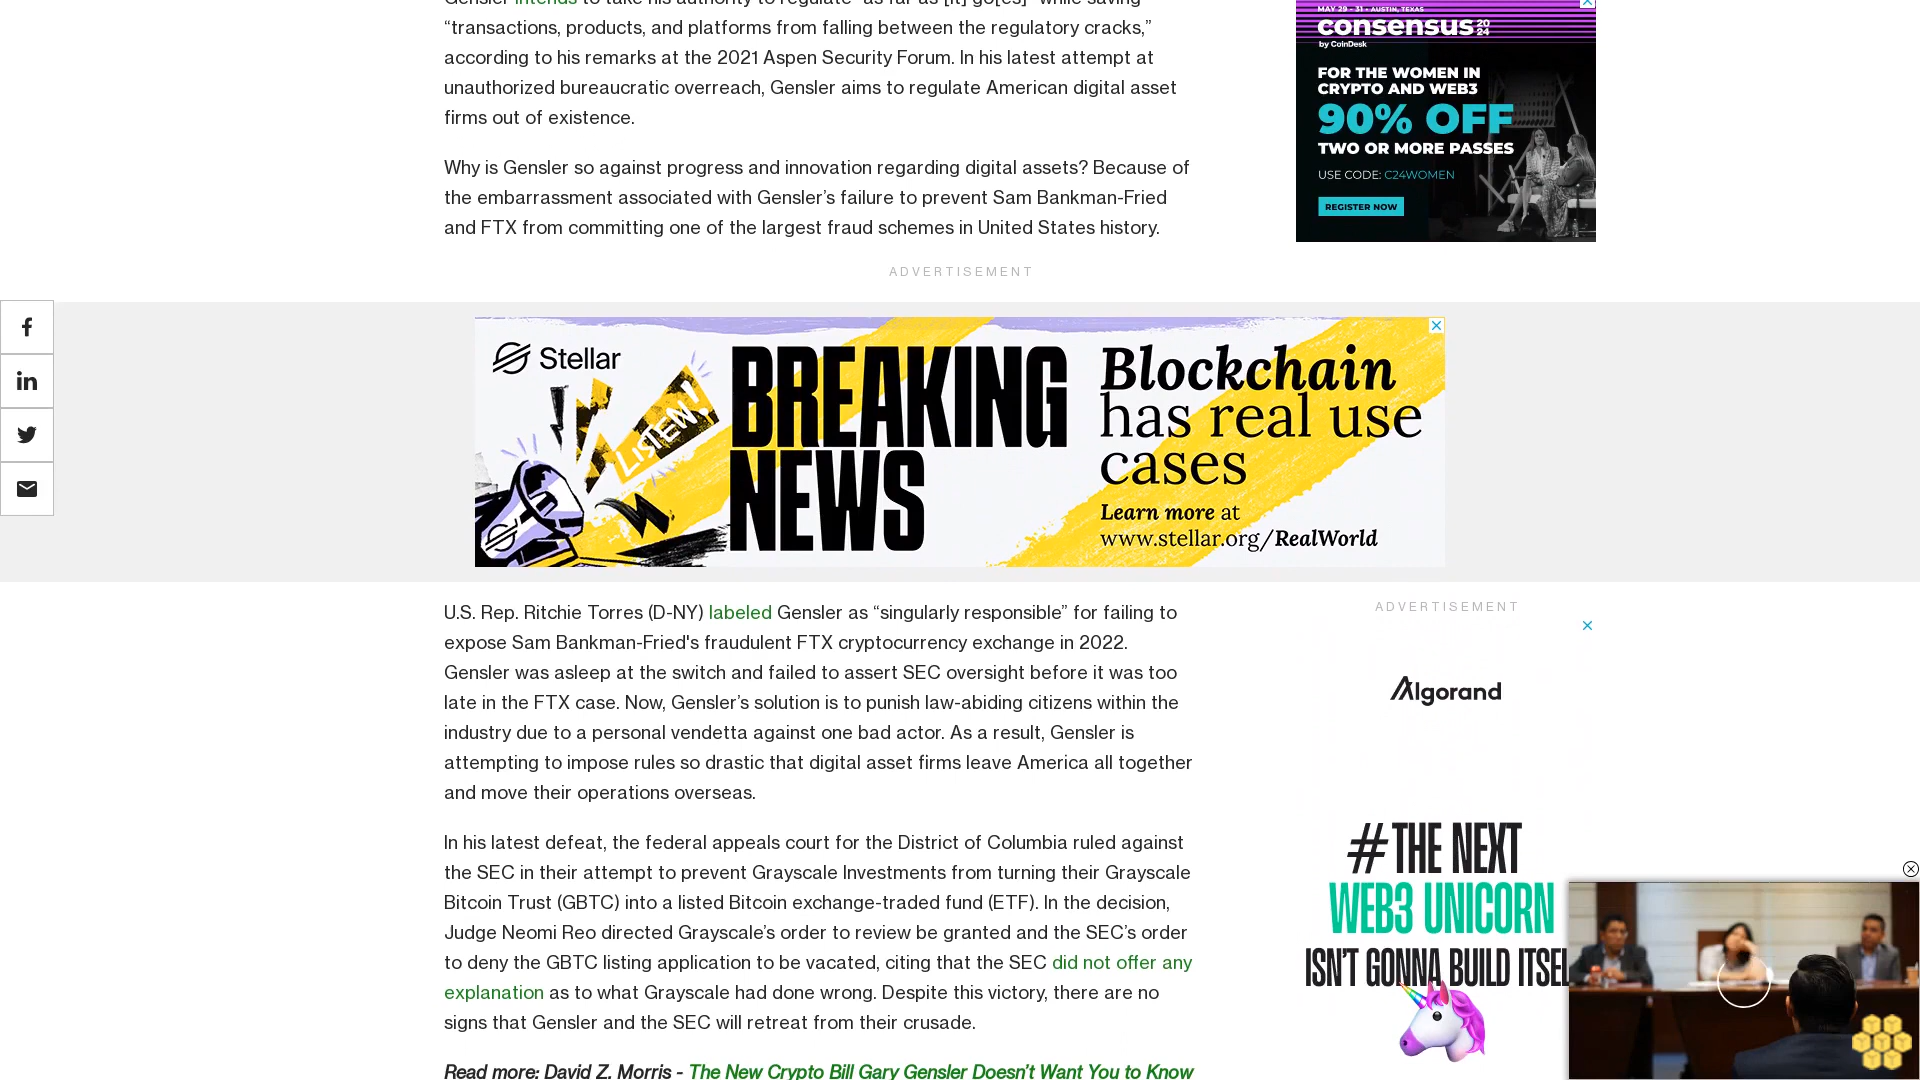 Gensler intends to take his authority to regulate “as far as [it] go[es]” while saving
“transactions, products, and platforms from falling between the regulatory cracks,”
according to his remarks at the 2021 Aspen Security Forum. In his latest attempt at
unauthorized bureaucratic overreach, Gensler aims to regulate American digital asset
firms out of existence.
Why is Gensler so against progress and innovation regarding digital assets? Because of
the embarrassment associated with Gensler’s failure to prevent Sam Bankman-Fried
and FTX from committing one of the largest fraud schemes in United States history.
MAY 29 - 31 • AUSTIN, TEXAS
consensus 2024
by CoinDesk
FOR THE WOMEN IN
CRYPTO AND WEB3
90% OFF
TWO OR MORE PASSES
USE CODE: C24WOMEN
REGISTER NOW
ADVERTISEMENT
Stellar
LISTEN!
BREAKING
NEWS
Blockchain
has real use
cases
Learn more at
www.stellar.org/RealWorld
U.S. Rep. Ritchie Torres (D-NY) labeled Gensler as “singularly responsible” for failing to
expose Sam Bankman-Fried's fraudulent FTX cryptocurrency exchange in 2022.
Gensler was asleep at the switch and failed to assert SEC oversight before it was too
late in the FTX case. Now, Gensler’s solution is to punish law-abiding citizens within the
industry due to a personal vendetta against one bad actor. As a result, Gensler is
attempting to impose rules so drastic that digital asset firms leave America all together
and move their operations overseas.
In his latest defeat, the federal appeals court for the District of Columbia ruled against
the SEC in their attempt to prevent Grayscale Investments from turning their Grayscale
Bitcoin Trust (GBTC) into a listed Bitcoin exchange-traded fund (ETF). In the decision,
Judge Neomi Reo directed Grayscale’s order to review be granted and the SEC’s order
to deny the GBTC listing application to be vacated, citing that the SEC did not offer any
explanation as to what Grayscale had done wrong. Despite this victory, there are no
signs that Gensler and the SEC will retreat from their crusade.
Read more: David Z. Morris - The New Crypto Bill Gary Gensler Doesn’t Want You to Know
ADVERTISEMENT
Algorand
#THE NEXT
WEB3 UNICORN
ISN'T GONNA BUILD ITSEL